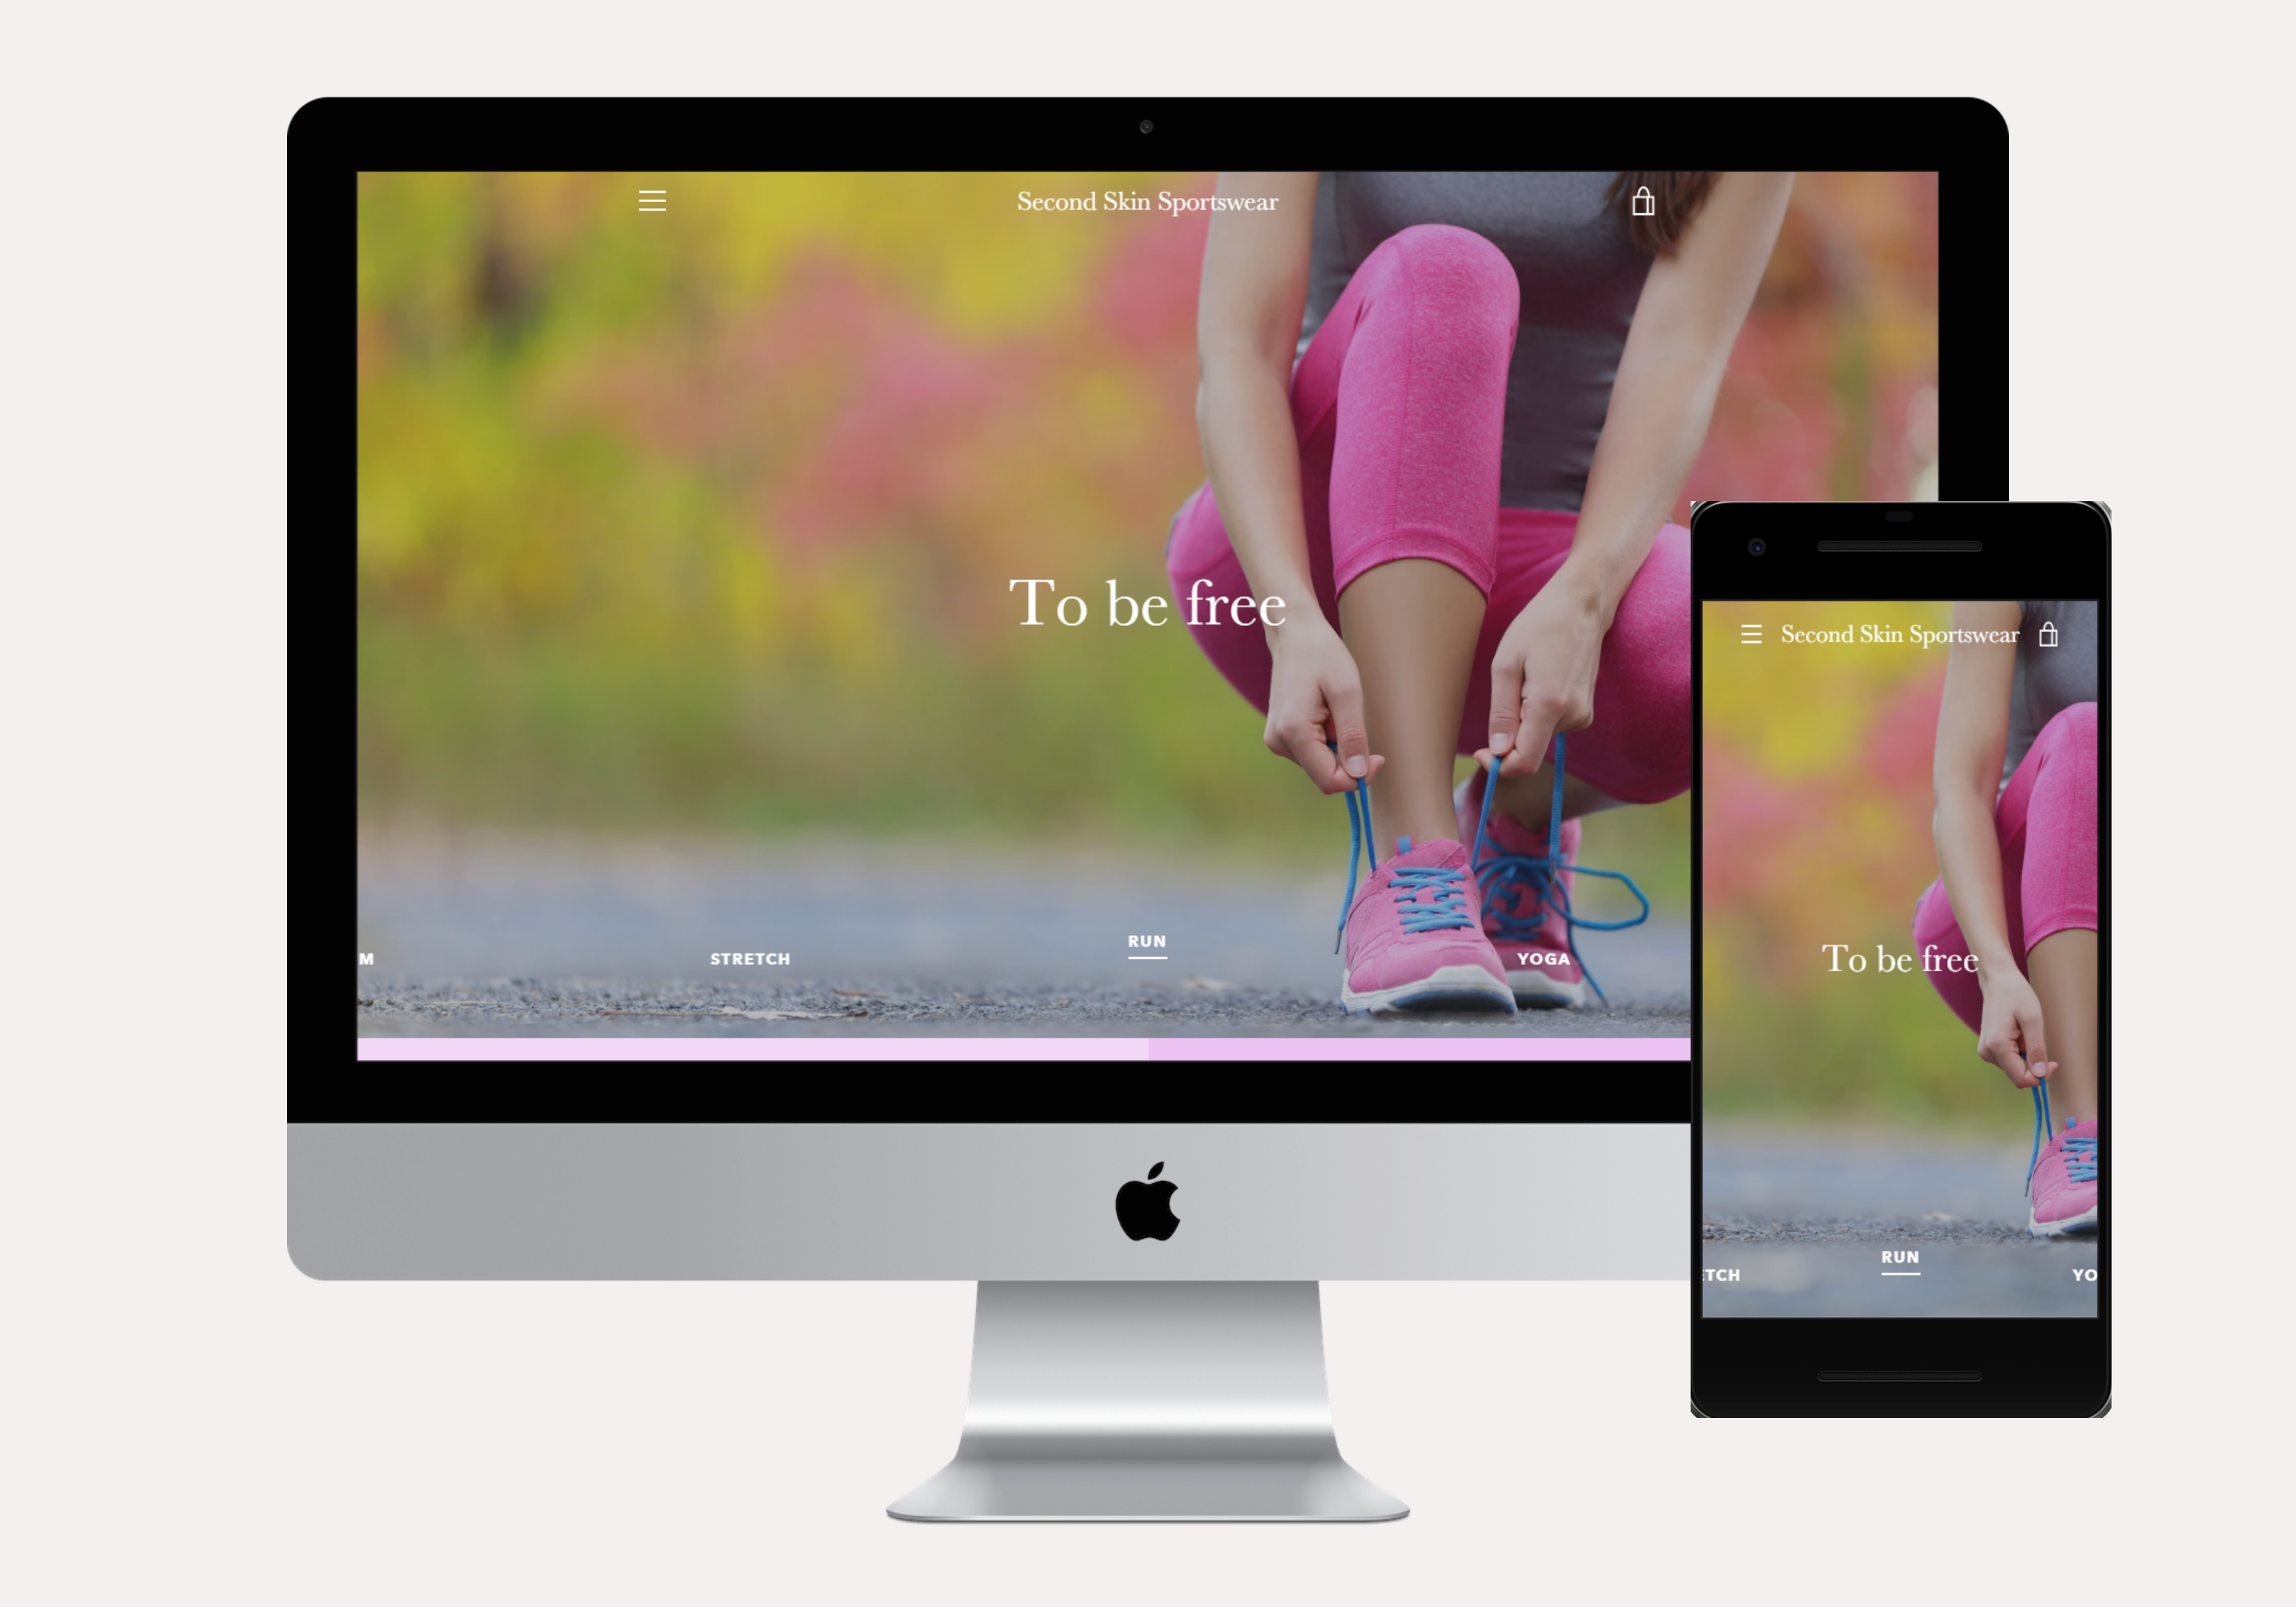 Second Skin Sportswear
To be free
M
STRETCH
RUN
YOGA
Second Skin Sportswear
To be free
TCH
RUN
YO